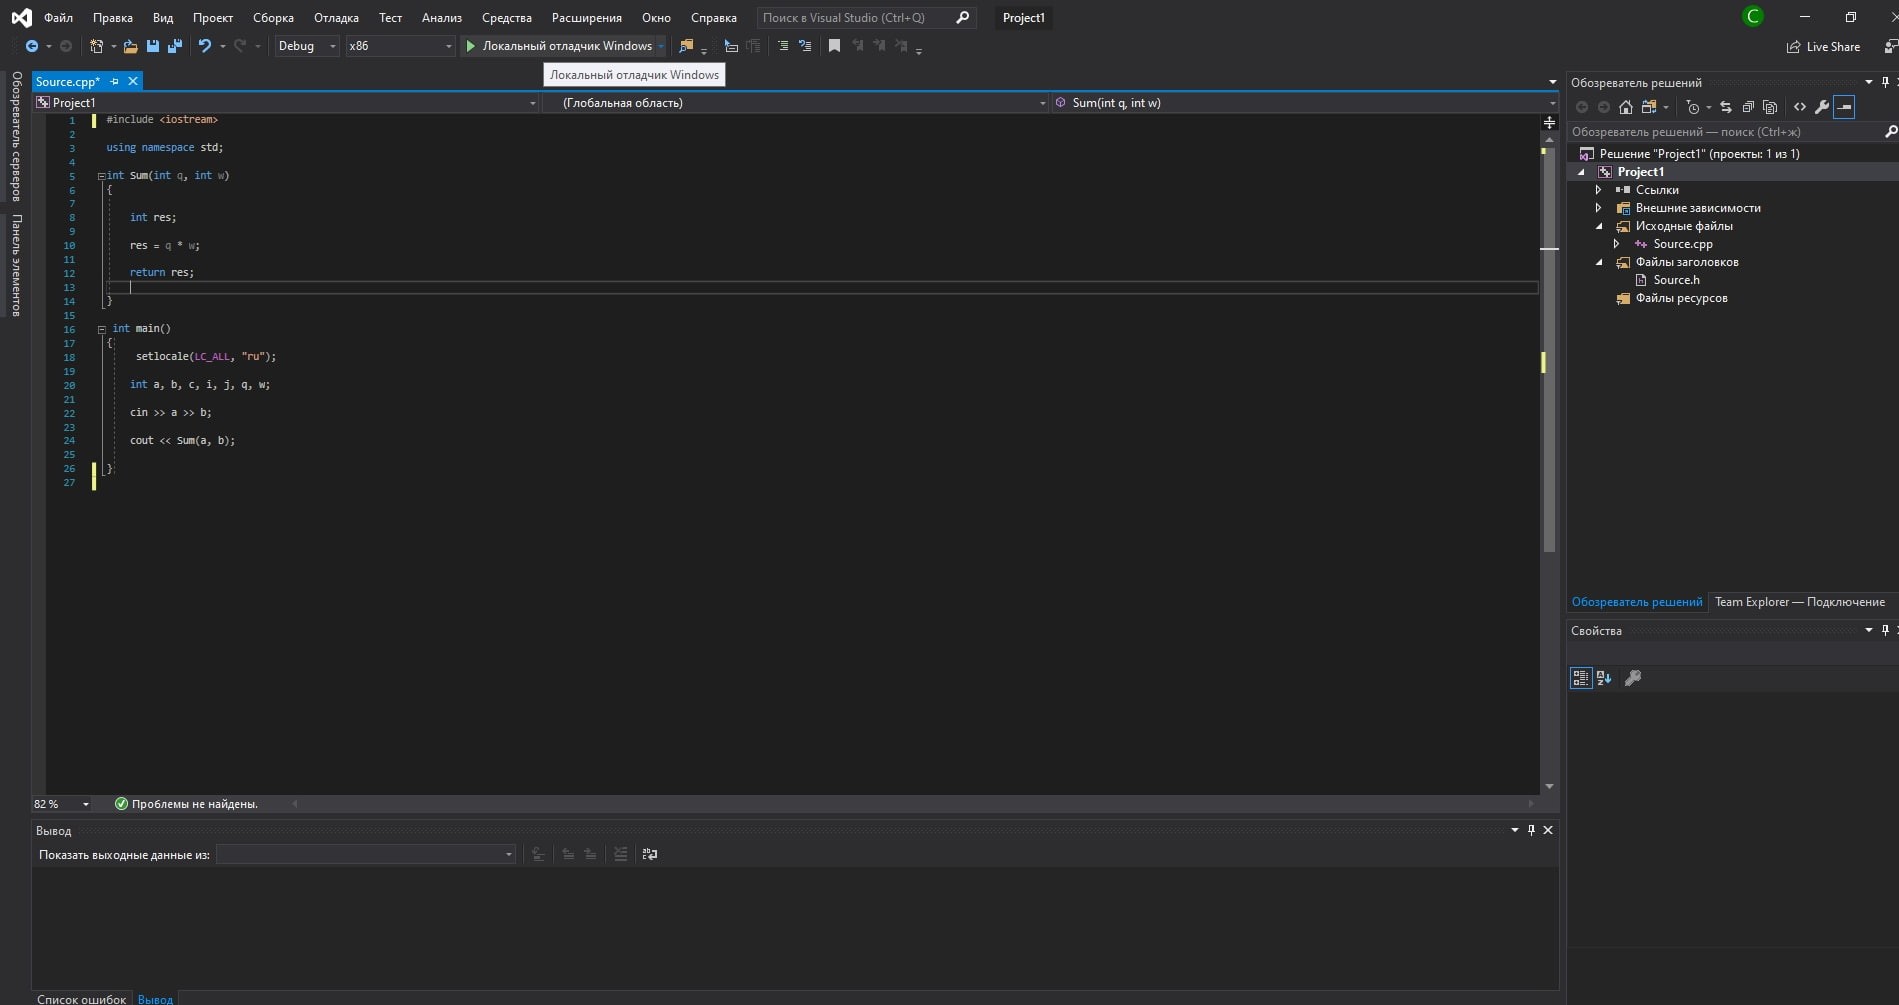 Файл Правка Вид Проект Сборка Отладка Тест Анализ Средства Расширения Окно Справка Поиск в Visual Studio (Ctrl+Q) Project1 C
Debug x86 Локальный отладчик Windows Live Share
Локальный отладчик Windows
Обозреватель серверов
Панель элементов
Source.cpp*
Project1 (Глобальная область) Sum(int q, int w)
1 #include <iostream>
2
3 using namespace std;
4
5 int Sum(int q, int w)
6 {
7
8 int res;
9
10 res = q * w;
11
12 return res;
13
14 }
15
16 int main()
17 {
18 setlocale(LC_ALL, "ru");
19
20 int a, b, c, i, j, q, w;
21
22 cin >> a >> b;
23
24 cout << Sum(a, b);
25
26 }
27
82 % Проблемы не найдены.
Вывод
Показать выходные данные из:
Список ошибок Вывод
Обозреватель решений
Обозреватель решений — поиск (Ctrl+ж)
Решение "Project1" (проекты: 1 из 1)
Project1
Ссылки
Внешние зависимости
Исходные файлы
Source.cpp
Файлы заголовков
Source.h
Файлы ресурсов
Обозреватель решений Team Explorer — Подключение
Свойства